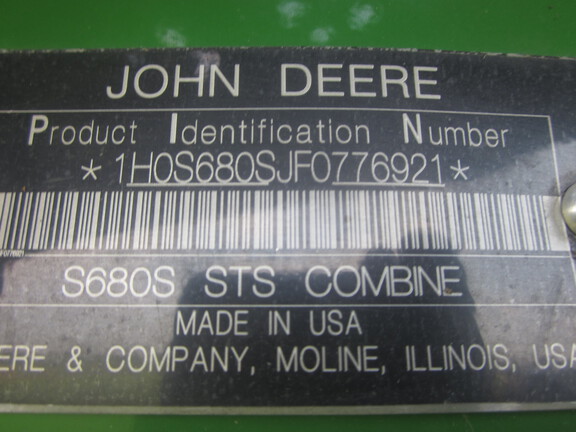 JOHN DEERE
Product Identification Number
*1H0S680SJF0776921*
S680S STS COMBINE
MADE IN USA
ERE & COMPANY, MOLINE, ILLINOIS, USA